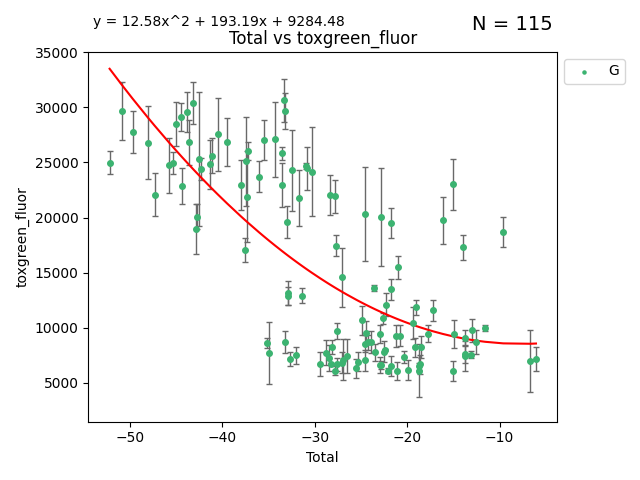 y = 12.58x^2 + 193.19x + 9284.48
N = 115
Total vs toxgreen_fluor
G
toxgreen_fluor
35000
30000
25000
20000
15000
10000
5000
−50
−40
−30
−20
−10
Total